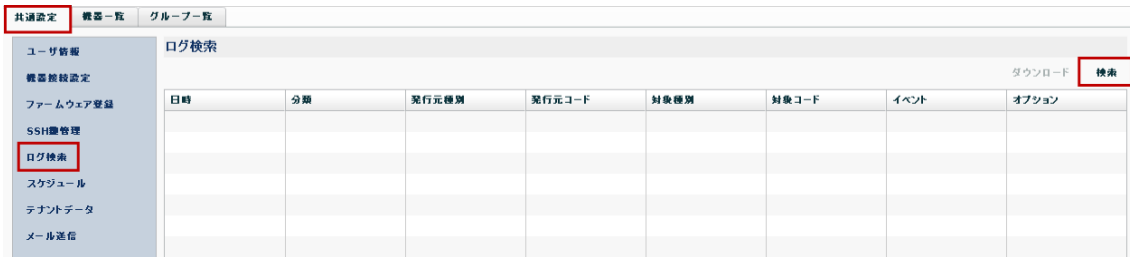 共通設定 機器一覧 グループ一覧
ユーザ情報
機器接続設定
ファームウェア登録
SSH鍵管理
ログ検索
スケジュール
テナントデータ
メール送信
ログ検索
ダウンロード 検索
日時 分類 発行元種別 発行元コード 対象種別 対象コード イベント オプション